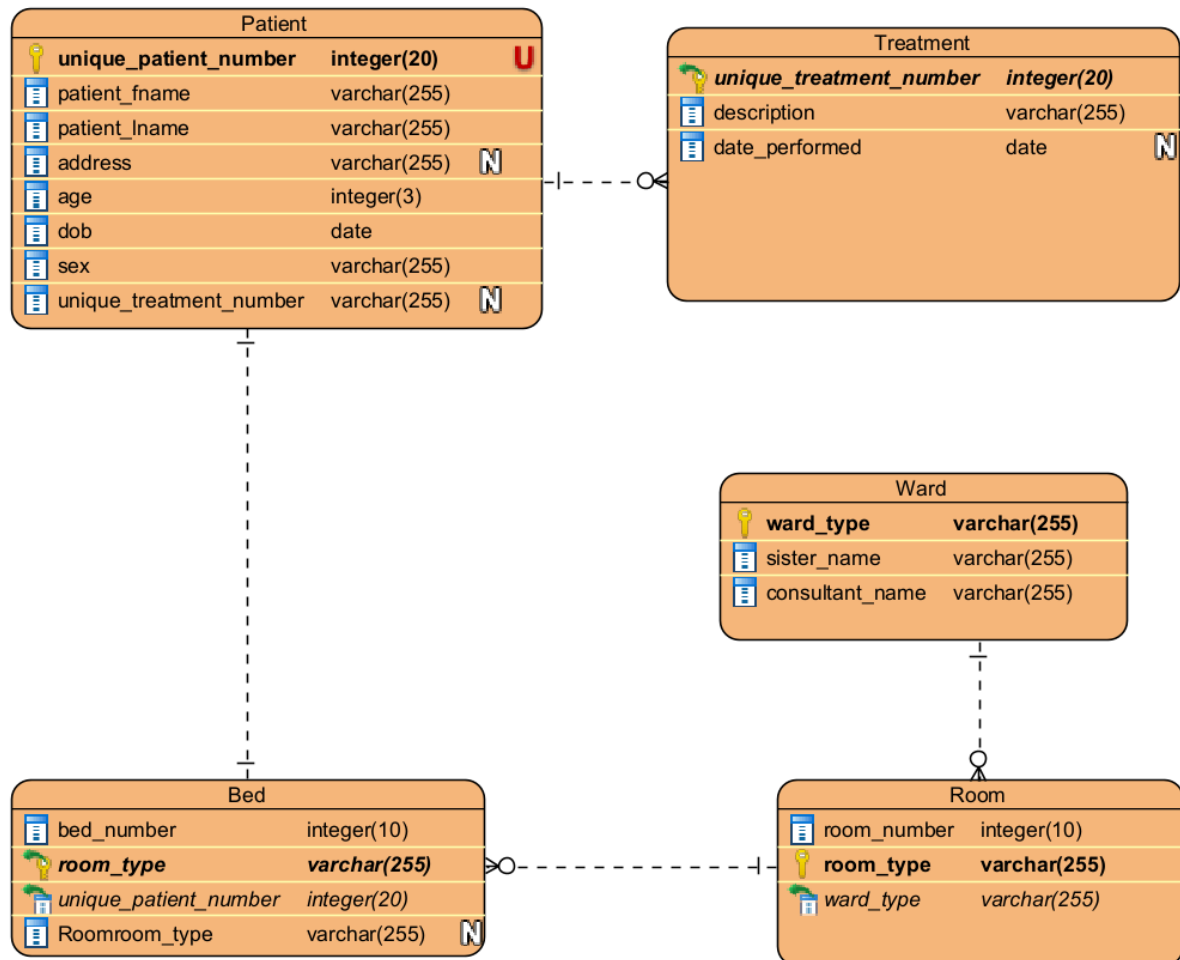 Patient
unique_patient_number integer(20) U
patient_fname varchar(255)
patient_lname varchar(255)
address varchar(255) N
age integer(3)
dob date
sex varchar(255)
unique_treatment_number varchar(255) N
Treatment
unique_treatment_number integer(20)
description varchar(255)
date_performed date N
Ward
ward_type varchar(255)
sister_name varchar(255)
consultant_name varchar(255)
Bed
bed_number integer(10)
room_type varchar(255)
unique_patient_number integer(20)
Roomroom_type varchar(255) N
Room
room_number integer(10)
room_type varchar(255)
ward_type varchar(255)